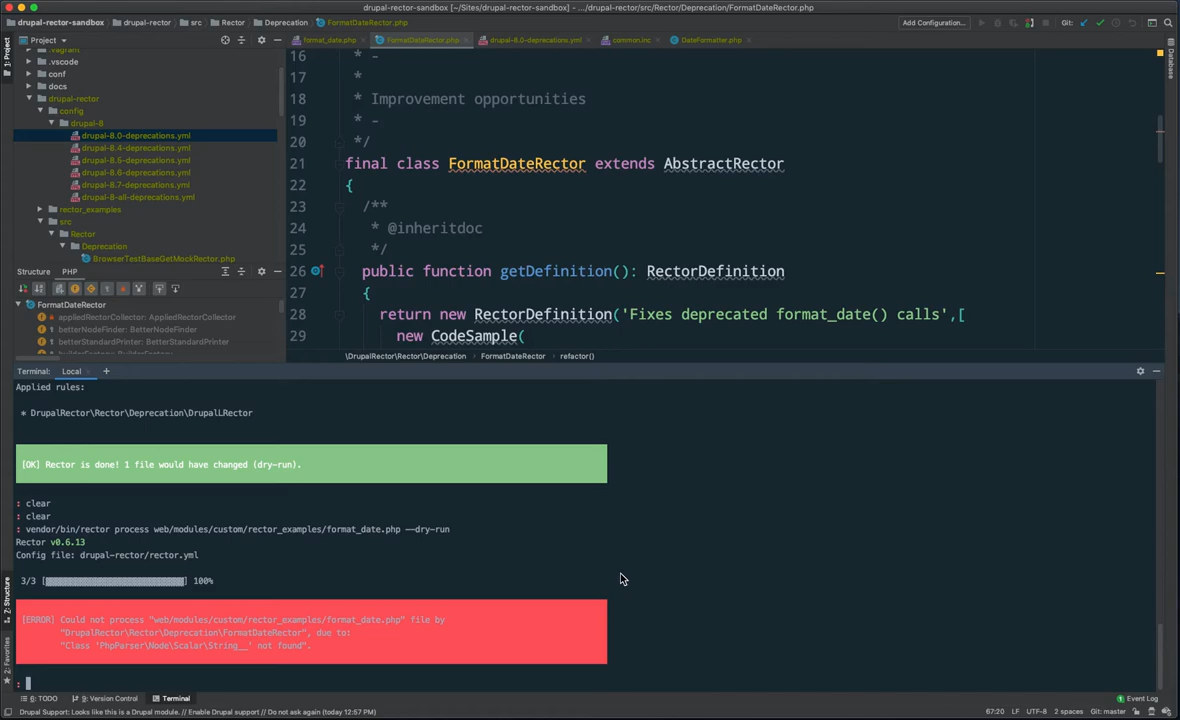 drupal-rector-sandbox [~/Sites/drupal-rector-sandbox] - .../drupal-rector/src/Rector/Deprecation/FormatDateRector.php
drupal-rector-sandbox drupal-rector src Rector Deprecation FormatDateRector.php Add Configuration... Git:
Project format_date.php FormatDateRector.php drupal-8.0-deprecations.yml common.inc DateFormatter.php
1: Project
Database
.vagrant
.vscode
conf
docs
drupal-rector
config
drupal-8
drupal-8.0-deprecations.yml
drupal-8.4-deprecations.yml
drupal-8.5-deprecations.yml
drupal-8.6-deprecations.yml
drupal-8.7-deprecations.yml
drupal-8-all-deprecations.yml
rector_examples
src
Rector
Deprecation
BrowserTestBaseGetMockRector.php
Structure PHP
FormatDateRector
appliedRectorCollector: AppliedRectorCollector
betterNodeFinder: BetterNodeFinder
betterStandardPrinter: BetterStandardPrinter
16 * -
17 *
18 * Improvement opportunities
19 * -
20 */
21 final class FormatDateRector extends AbstractRector
22 {
23 /**
24 * @inheritdoc
25 */
26 public function getDefinition(): RectorDefinition
27 {
28 return new RectorDefinition('Fixes deprecated format_date() calls',[
29 new CodeSample(
\DrupalRector\Rector\Deprecation FormatDateRector refactor()
Terminal: Local +
Applied rules:
* DrupalRector\Rector\Deprecation\DrupalLRector
[OK] Rector is done! 1 file would have changed (dry-run).
: clear
: clear
: vendor/bin/rector process web/modules/custom/rector_examples/format_date.php --dry-run
Rector v0.6.13
Config file: drupal-rector/rector.yml
3/3 [▓▓▓▓▓▓▓▓▓▓▓▓▓▓▓▓▓▓▓▓▓▓▓▓▓▓▓▓] 100%
[ERROR] Could not process "web/modules/custom/rector_examples/format_date.php" file by
"DrupalRector\Rector\Deprecation\FormatDateRector", due to:
"Class 'PhpParser\Node\Scalar\String__' not found".
:
7: Structure
2: Favorites
6: TODO 9: Version Control Terminal Event Log
Drupal Support: Looks like this is a Drupal module. // Enable Drupal support // Do not ask again (today 12:57 PM) 67:20 LF UTF-8 2 spaces Git: master